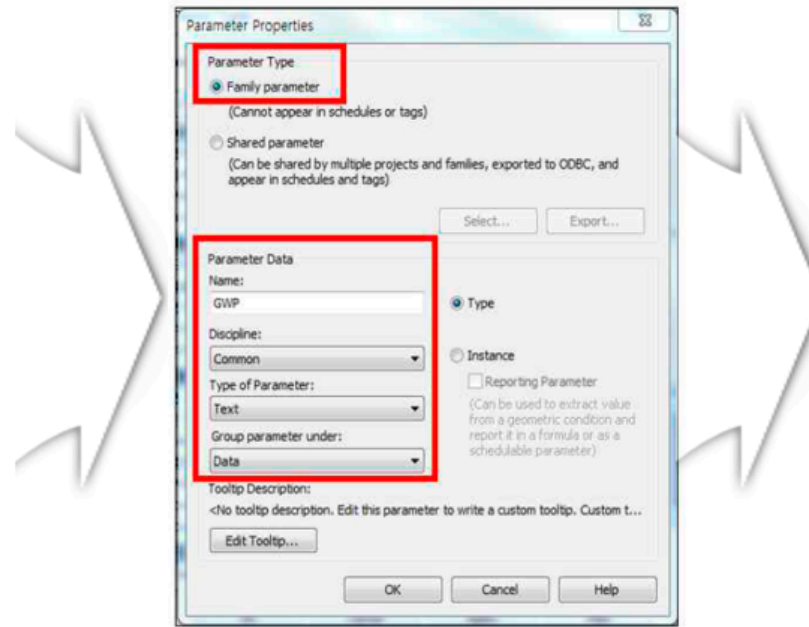 Parameter Properties
Parameter Type
Family parameter
(Cannot appear in schedules or tags)
Shared parameter
(Can be shared by multiple projects and families, exported to ODBC, and
appear in schedules and tags)
Select...
Export...
Parameter Data
Name:
GWP
Type
Discipline:
Common
Instance
Reporting Parameter
Type of Parameter:
Text
(Can be used to extract value
from a geometric condition and
report it in a formula or as a
schedulable parameter)
Group parameter under:
Data
Tooltip Description:
<No tooltip description. Edit this parameter to write a custom tooltip. Custom t...
Edit Tooltip...
OK
Cancel
Help